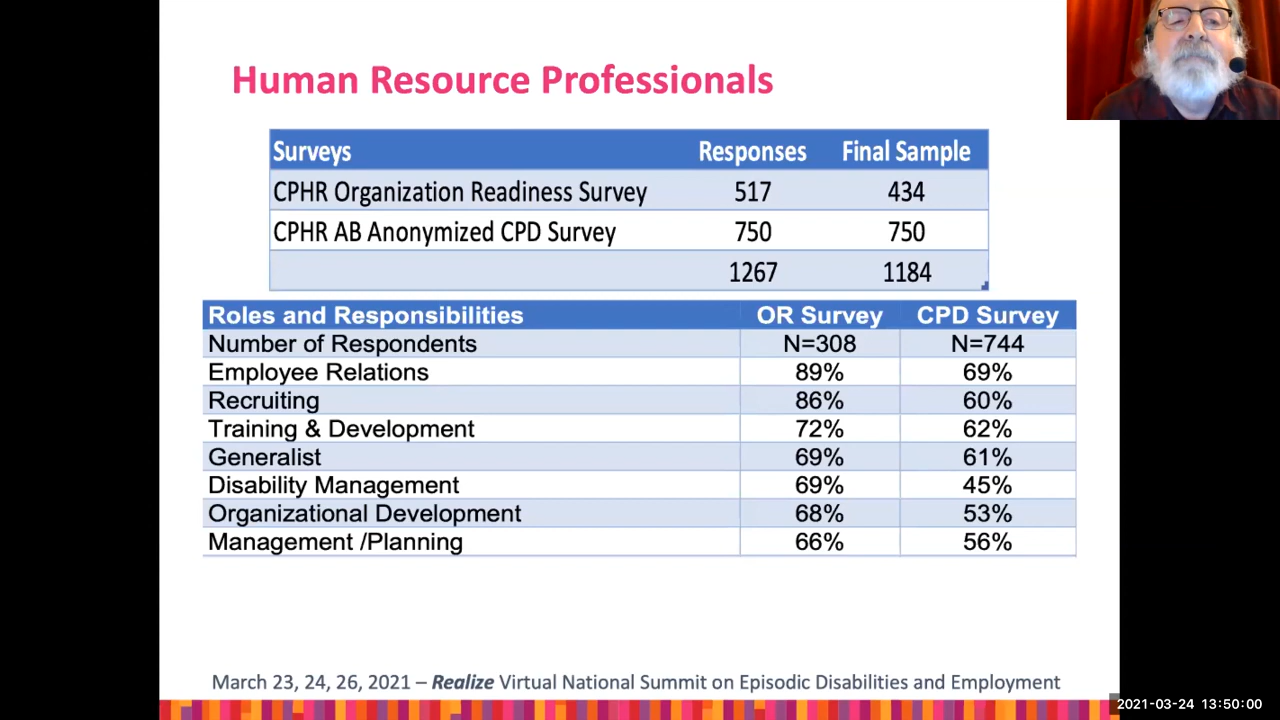 Human Resource Professionals
Surveys Responses Final Sample
CPHR Organization Readiness Survey 517 434
CPHR AB Anonymized CPD Survey 750 750
1267 1184
Roles and Responsibilities OR Survey CPD Survey
Number of Respondents N=308 N=744
Employee Relations 89% 69%
Recruiting 86% 60%
Training & Development 72% 62%
Generalist 69% 61%
Disability Management 69% 45%
Organizational Development 68% 53%
Management /Planning 66% 56%
March 23, 24, 26, 2021 – Realize Virtual National Summit on Episodic Disabilities and Employment
2021-03-24 13:50:00